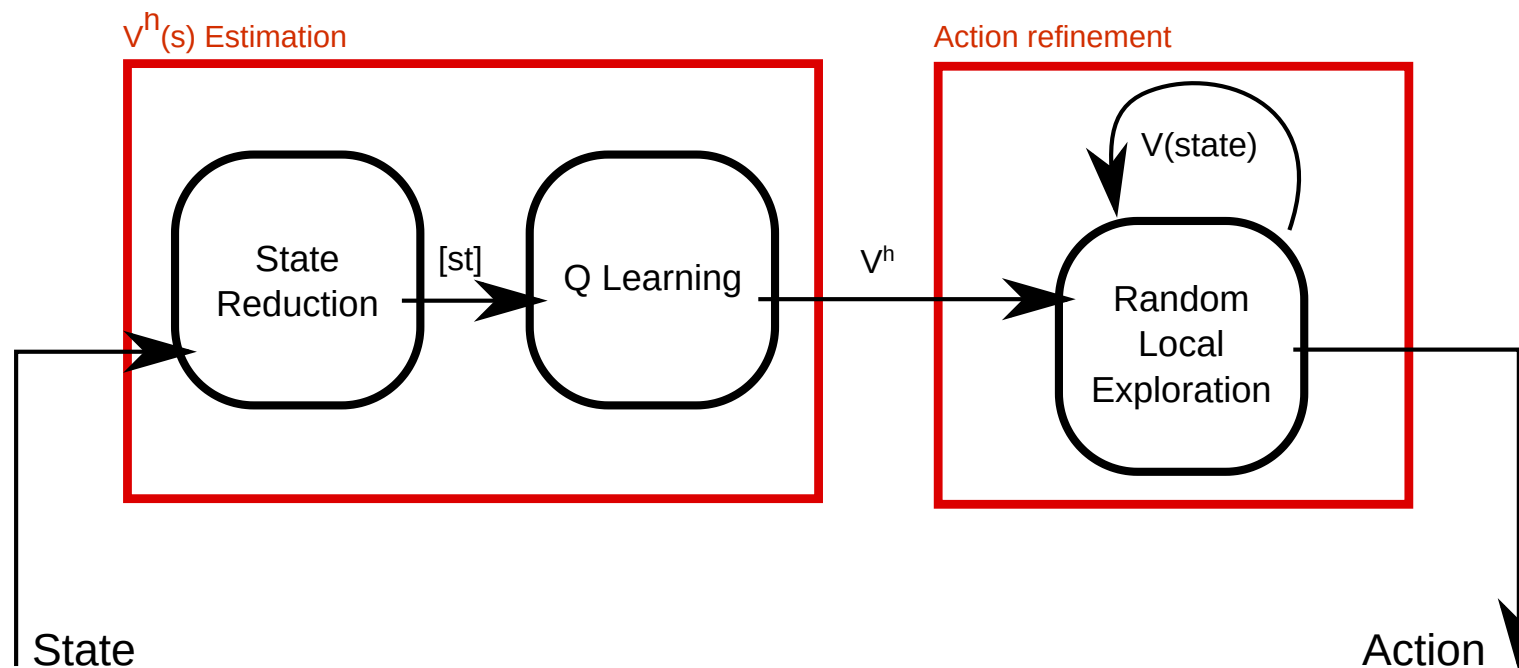 Vʰ(s) Estimation
Action refinement
V(state)
State
Reduction
[st]
Q Learning
Vʰ
Random
Local
Exploration
State
Action